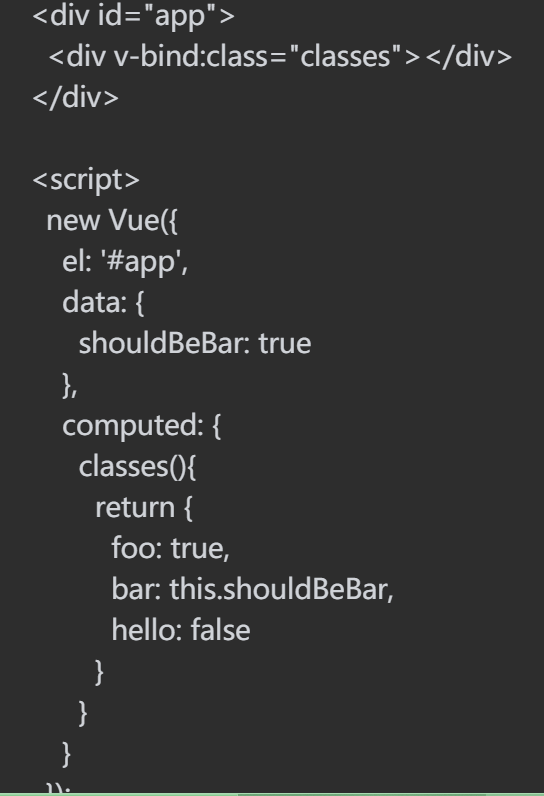 <div id="app">
<div v-bind:class="classes"></div>
</div>
<script>
new Vue({
el: '#app',
data: {
shouldBeBar: true
},
computed: {
classes(){
return {
foo: true,
bar: this.shouldBeBar,
hello: false
}
}
}
});